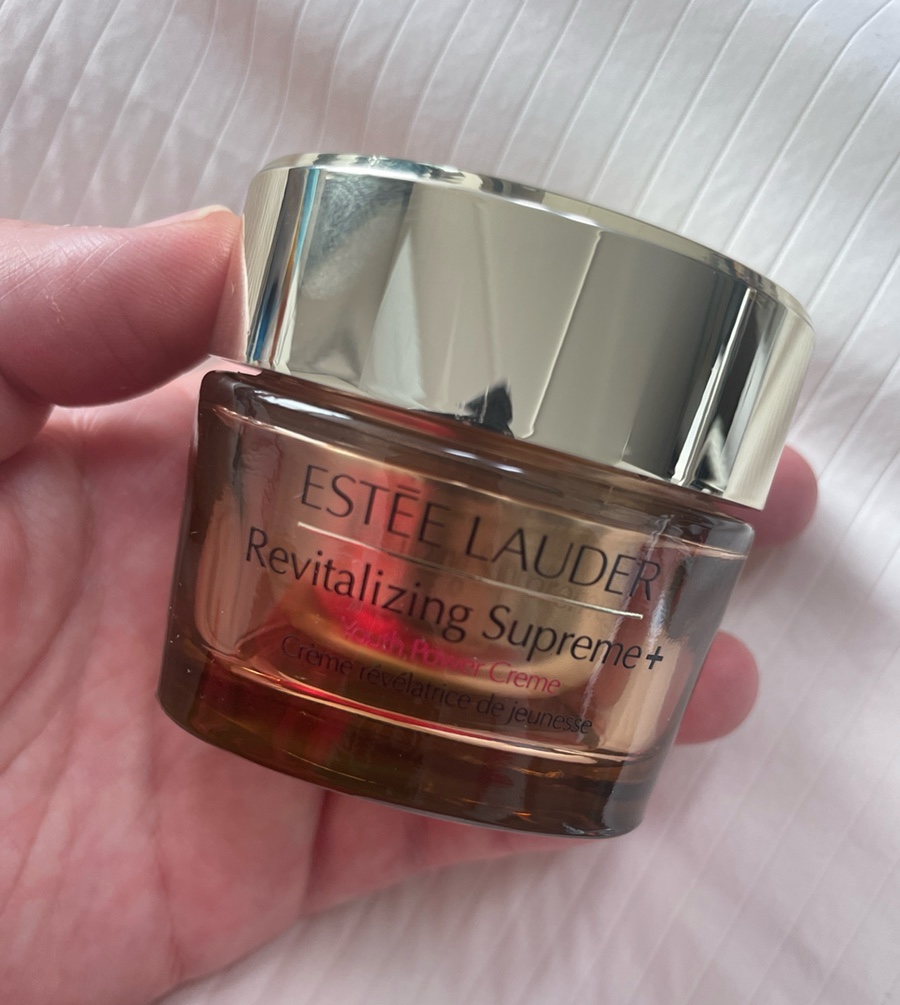 ESTĒE LAUDER
Revitalizing Supreme+
Youth Power Creme
Crème révélatrice de jeunesse